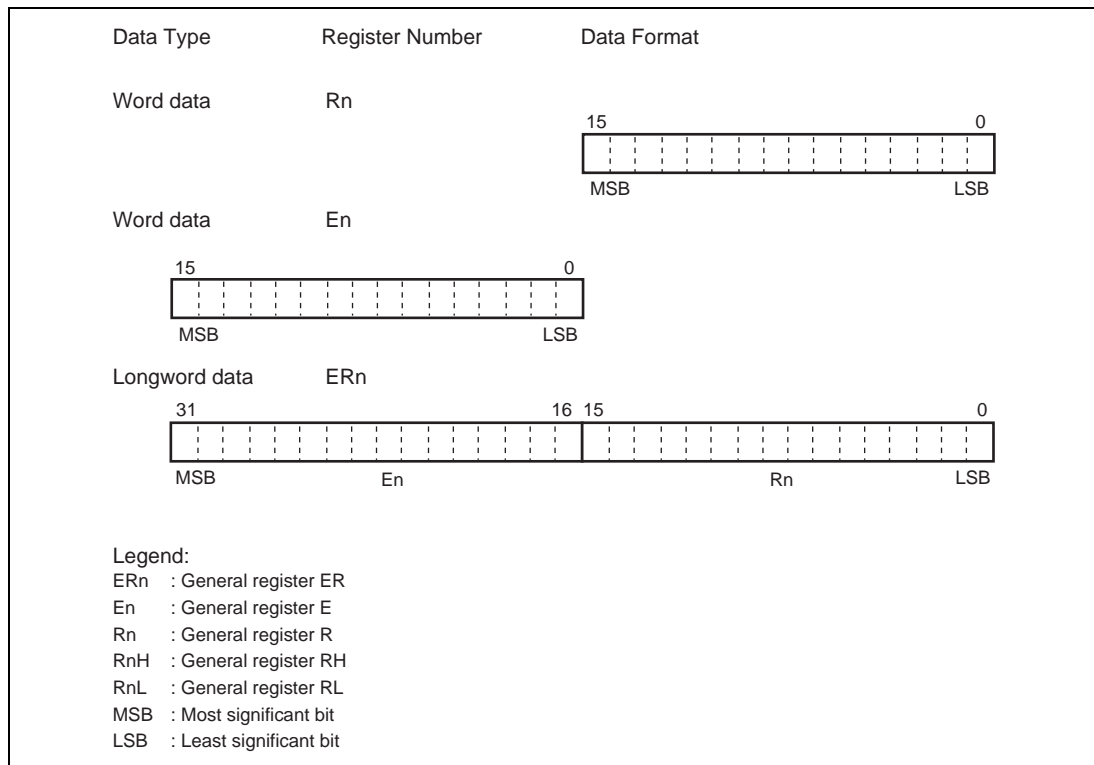 Data Type Register Number Data Format
Word data Rn
15 0
MSB LSB
Word data En
15 0
MSB LSB
Longword data ERn
31 16 15 0
MSB En Rn LSB
Legend:
ERn : General register ER
En : General register E
Rn : General register R
RnH : General register RH
RnL : General register RL
MSB : Most significant bit
LSB : Least significant bit